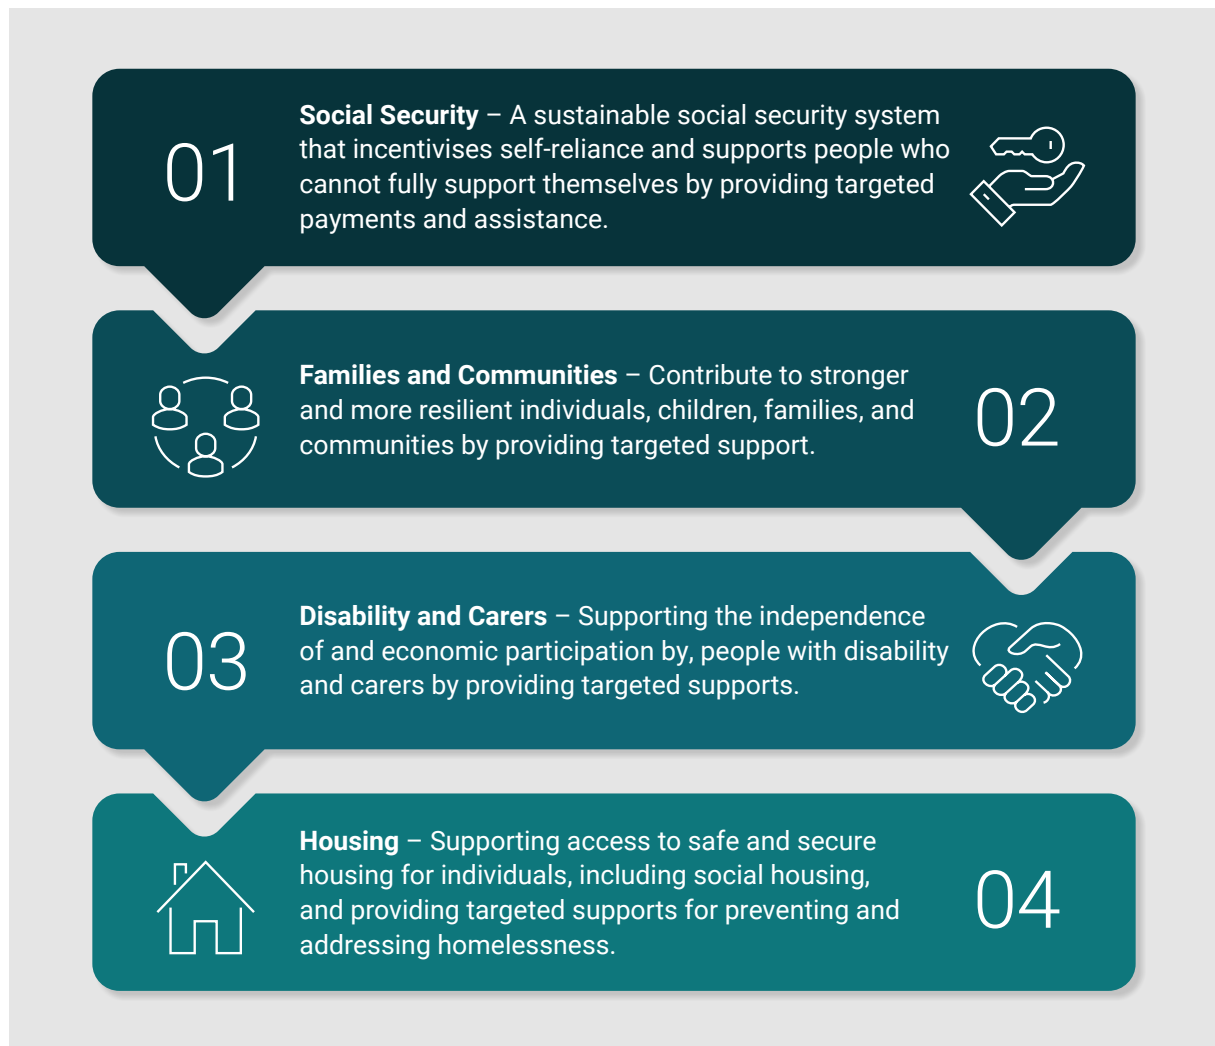 01
Social Security – A sustainable social security system
that incentivises self-reliance and supports people who
cannot fully support themselves by providing targeted
payments and assistance.
Families and Communities – Contribute to stronger
and more resilient individuals, children, families, and
communities by providing targeted support.
02
03
Disability and Carers – Supporting the independence
of and economic participation by, people with disability
and carers by providing targeted supports.
Housing – Supporting access to safe and secure
housing for individuals, including social housing,
and providing targeted supports for preventing and
addressing homelessness.
04